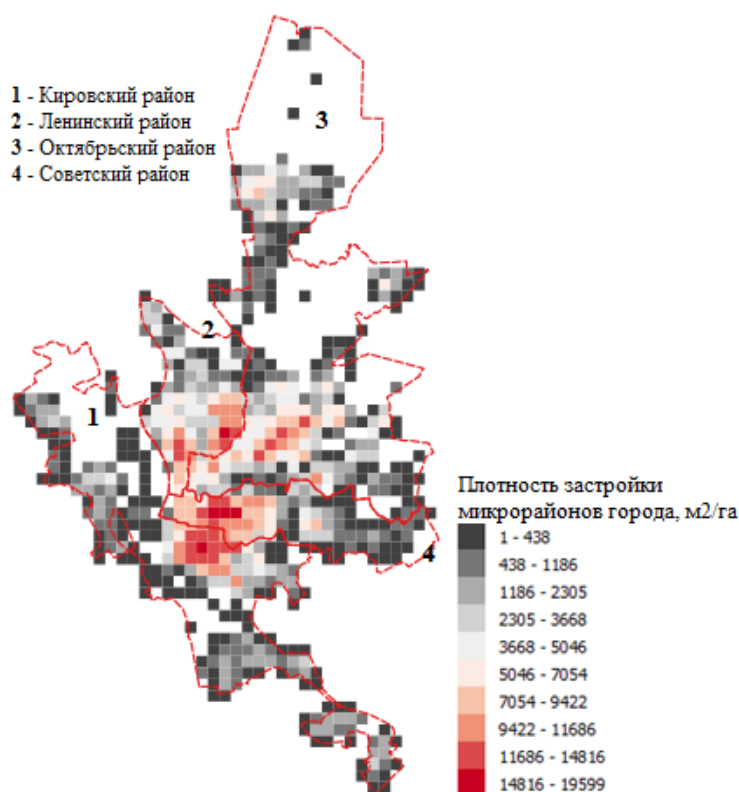 1 - Кировский район
2 - Ленинский район
3 - Октябрьский район
4 - Советский район
3
2
1
4
Плотность застройки
микрорайонов города, м2/га
1 - 438
438 - 1186
1186 - 2305
2305 - 3668
3668 - 5046
5046 - 7054
7054 - 9422
9422 - 11686
11686 - 14816
14816 - 19599